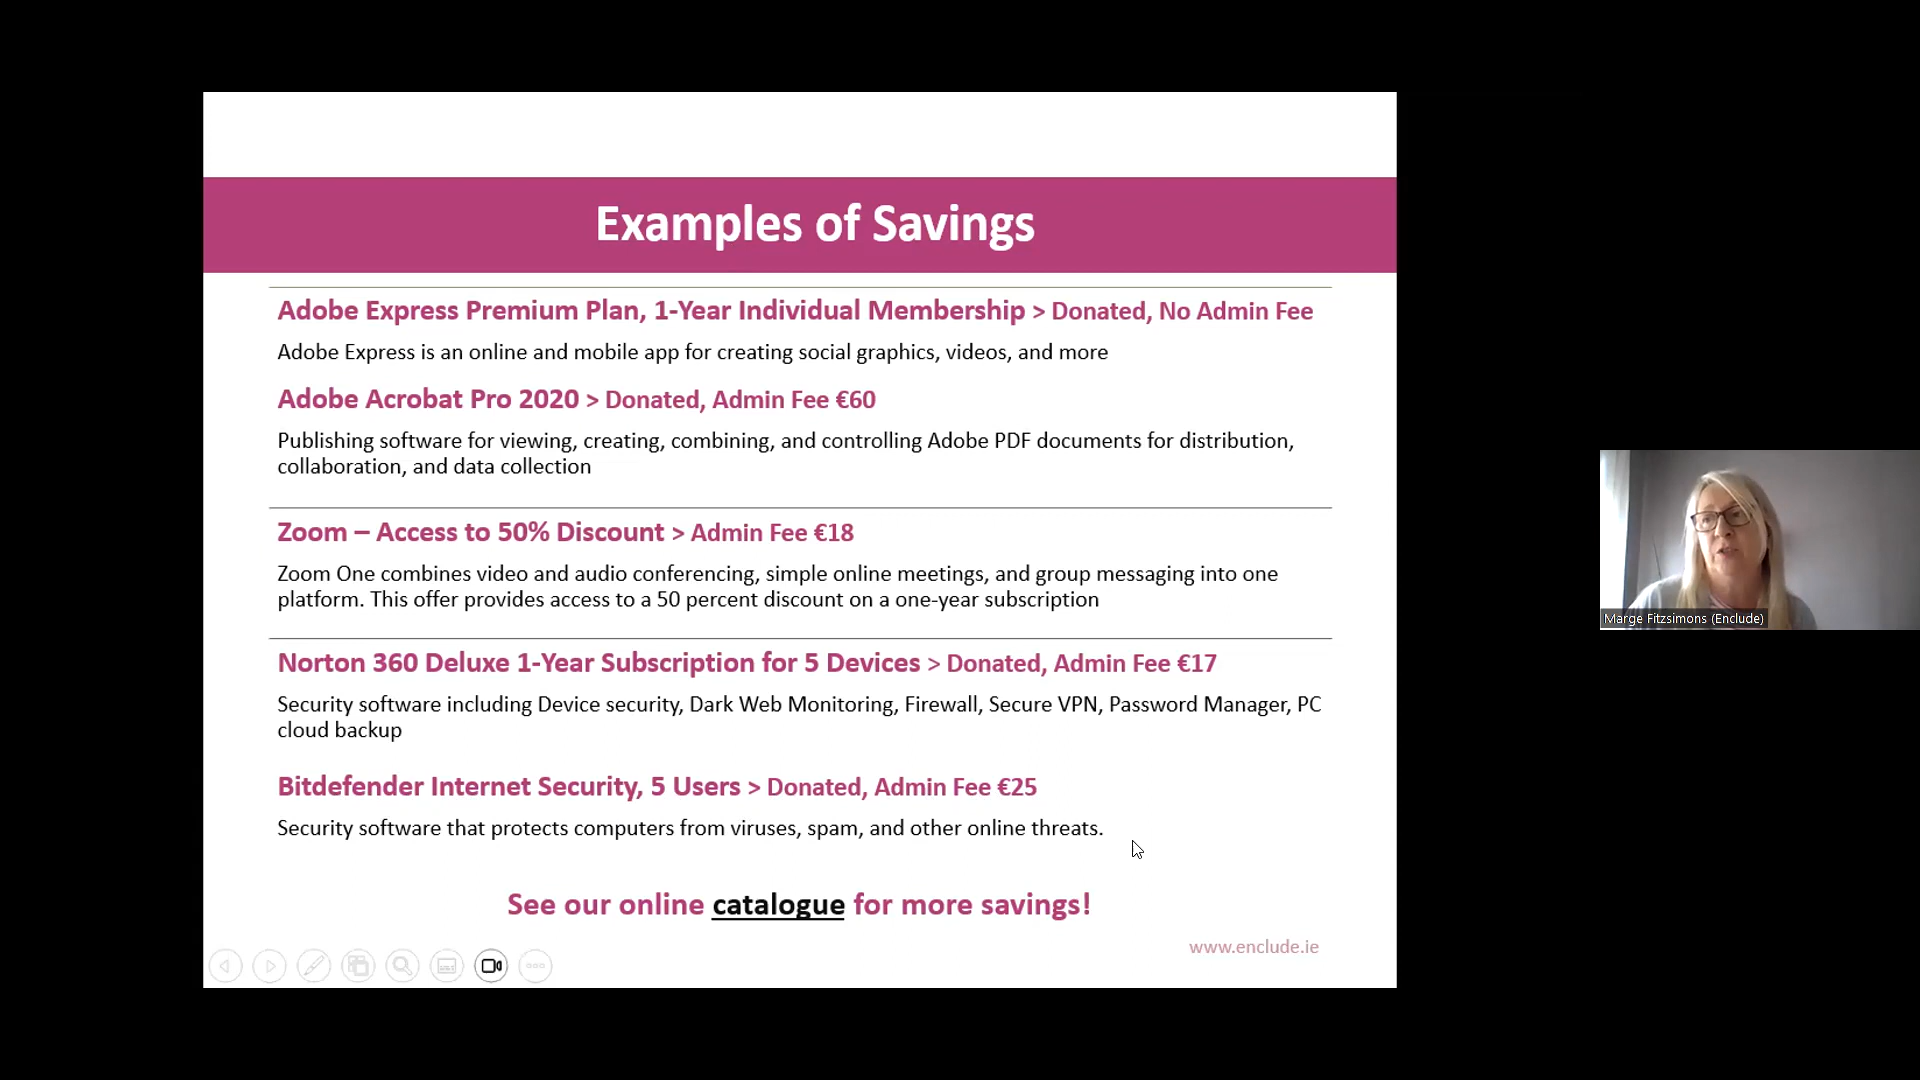 Examples of Savings
Adobe Express Premium Plan, 1-Year Individual Membership > Donated, No Admin Fee
Adobe Express is an online and mobile app for creating social graphics, videos, and more
Adobe Acrobat Pro 2020 > Donated, Admin Fee €60
Publishing software for viewing, creating, combining, and controlling Adobe PDF documents for distribution,
collaboration, and data collection
Zoom – Access to 50% Discount > Admin Fee €18
Zoom One combines video and audio conferencing, simple online meetings, and group messaging into one
platform. This offer provides access to a 50 percent discount on a one-year subscription
Norton 360 Deluxe 1-Year Subscription for 5 Devices > Donated, Admin Fee €17
Security software including Device security, Dark Web Monitoring, Firewall, Secure VPN, Password Manager, PC
cloud backup
Bitdefender Internet Security, 5 Users > Donated, Admin Fee €25
Security software that protects computers from viruses, spam, and other online threats.
See our online catalogue for more savings!
www.enclude.ie
Marge Fitzsimons (Enclude)